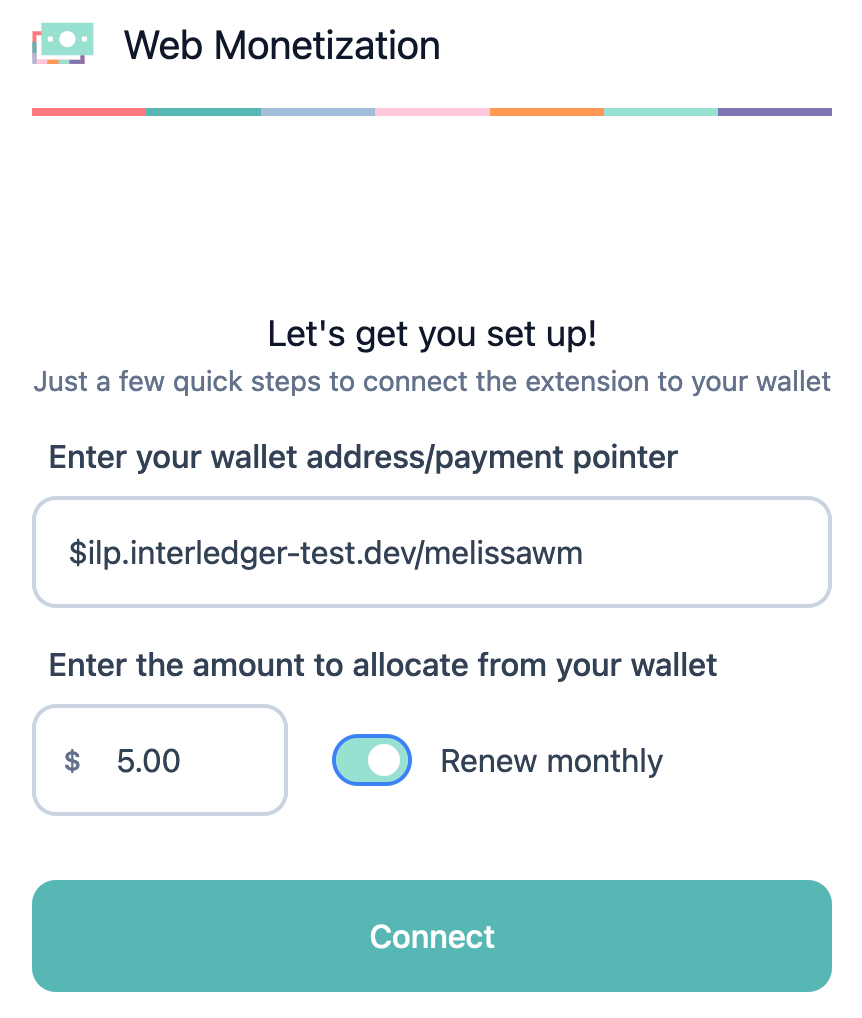 Web Monetization
Let's get you set up!
Just a few quick steps to connect the extension to your wallet
Enter your wallet address/payment pointer
$ilp.interledger-test.dev/melissawm
Enter the amount to allocate from your wallet
$ 5.00 Renew monthly
Connect